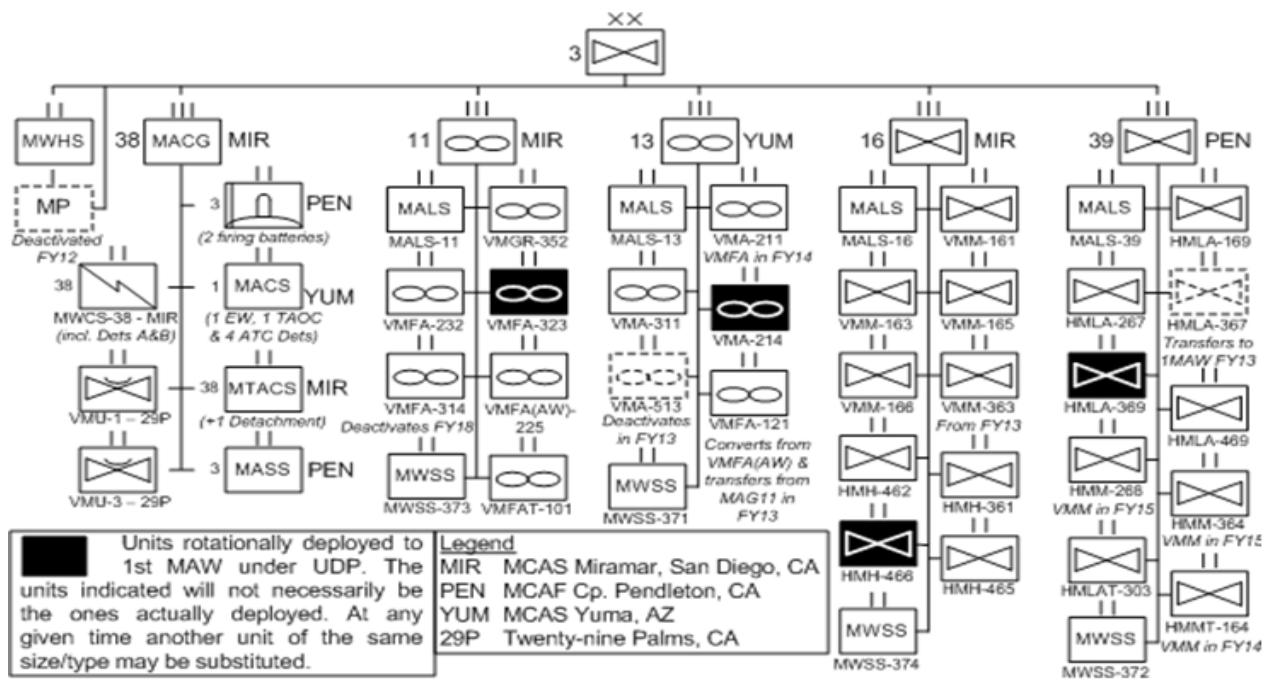 XX
3
MWHS
MP
Deactivated
FY12
38 MACG MIR
3 PEN
(2 firing batteries)
38
MWCS-38 - MIR
(incl. Dets A&B)
1 MACS YUM
(1 EW, 1 TAOC
& 4 ATC Dets)
VMU-1 – 29P
38 MTACS MIR
(+1 Detachment)
VMU-3 – 29P
3 MASS PEN
11 MIR
MALS
MALS-11
VMGR-352
VMFA-232
VMFA-323
VMFA-314
Deactivates FY18
VMFA(AW)-
225
MWSS
MWSS-373
VMFAT-101
13 YUM
MALS
MALS-13
VMA-211
VMFA in FY14
VMA-311
VMA-214
VMA-513
Deactivates
in FY13
VMFA-121
Converts from
VMFA(AW) &
transfers from
MAG11 in
FY13
MWSS
MWSS-371
16 MIR
MALS
MALS-16
VMM-161
VMM-163
VMM-165
VMM-166
VMM-363
From FY13
HMH-462
HMH-361
HMH-466
HMH-465
MWSS
MWSS-374
39 PEN
MALS
MALS-39
HMLA-169
HMLA-267
HMLA-367
Transfers to
1MAW FY13
HMLA-369
HMLA-469
HMM-268
VMM in FY15
HMM-364
VMM in FY15
HMLAT-303
HMMT-164
VMM in FY14
MWSS
MWSS-372
Units rotationally deployed to
1st MAW under UDP. The
units indicated will not necessarily be
the ones actually deployed. At any
given time another unit of the same
size/type may be substituted.
Legend
MIR MCAS Miramar, San Diego, CA
PEN MCAF Cp. Pendleton, CA
YUM MCAS Yuma, AZ
29P Twenty-nine Palms, CA